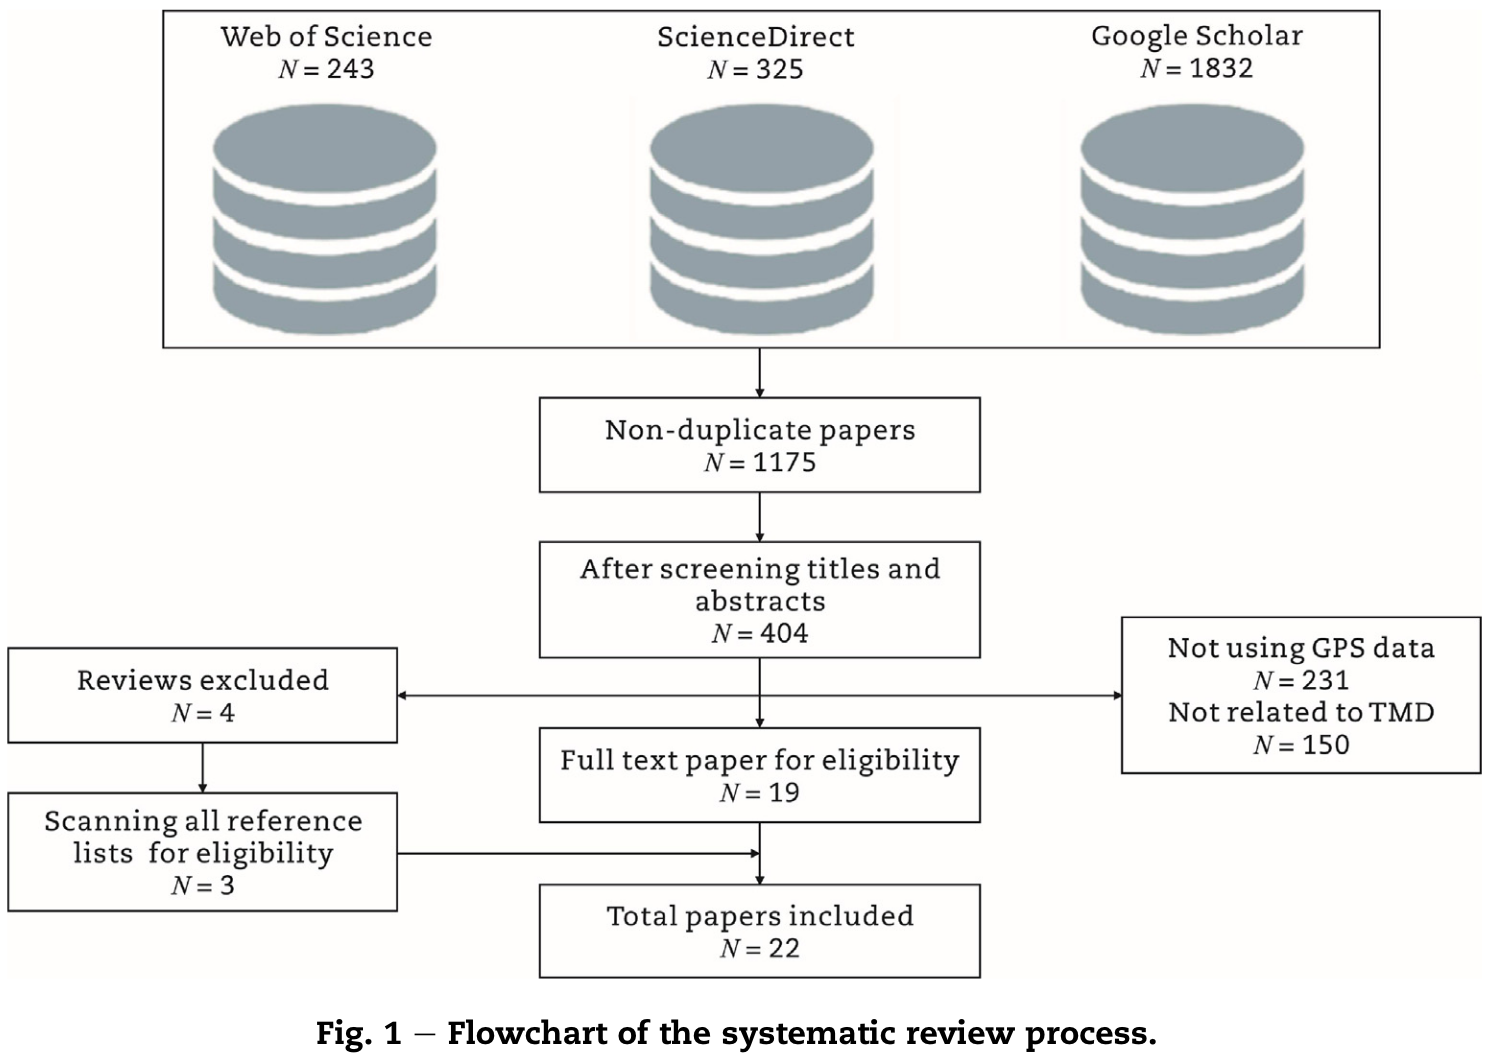 Web of Science
N = 243
ScienceDirect
N = 325
Google Scholar
N = 1832
Non-duplicate papers
N = 1175
After screening titles and
abstracts
N = 404
Not using GPS data
N = 231
Not related to TMD
N = 150
Reviews excluded
N = 4
Full text paper for eligibility
N = 19
Scanning all reference
lists for eligibility
N = 3
Total papers included
N = 22
Fig. 1 – Flowchart of the systematic review process.